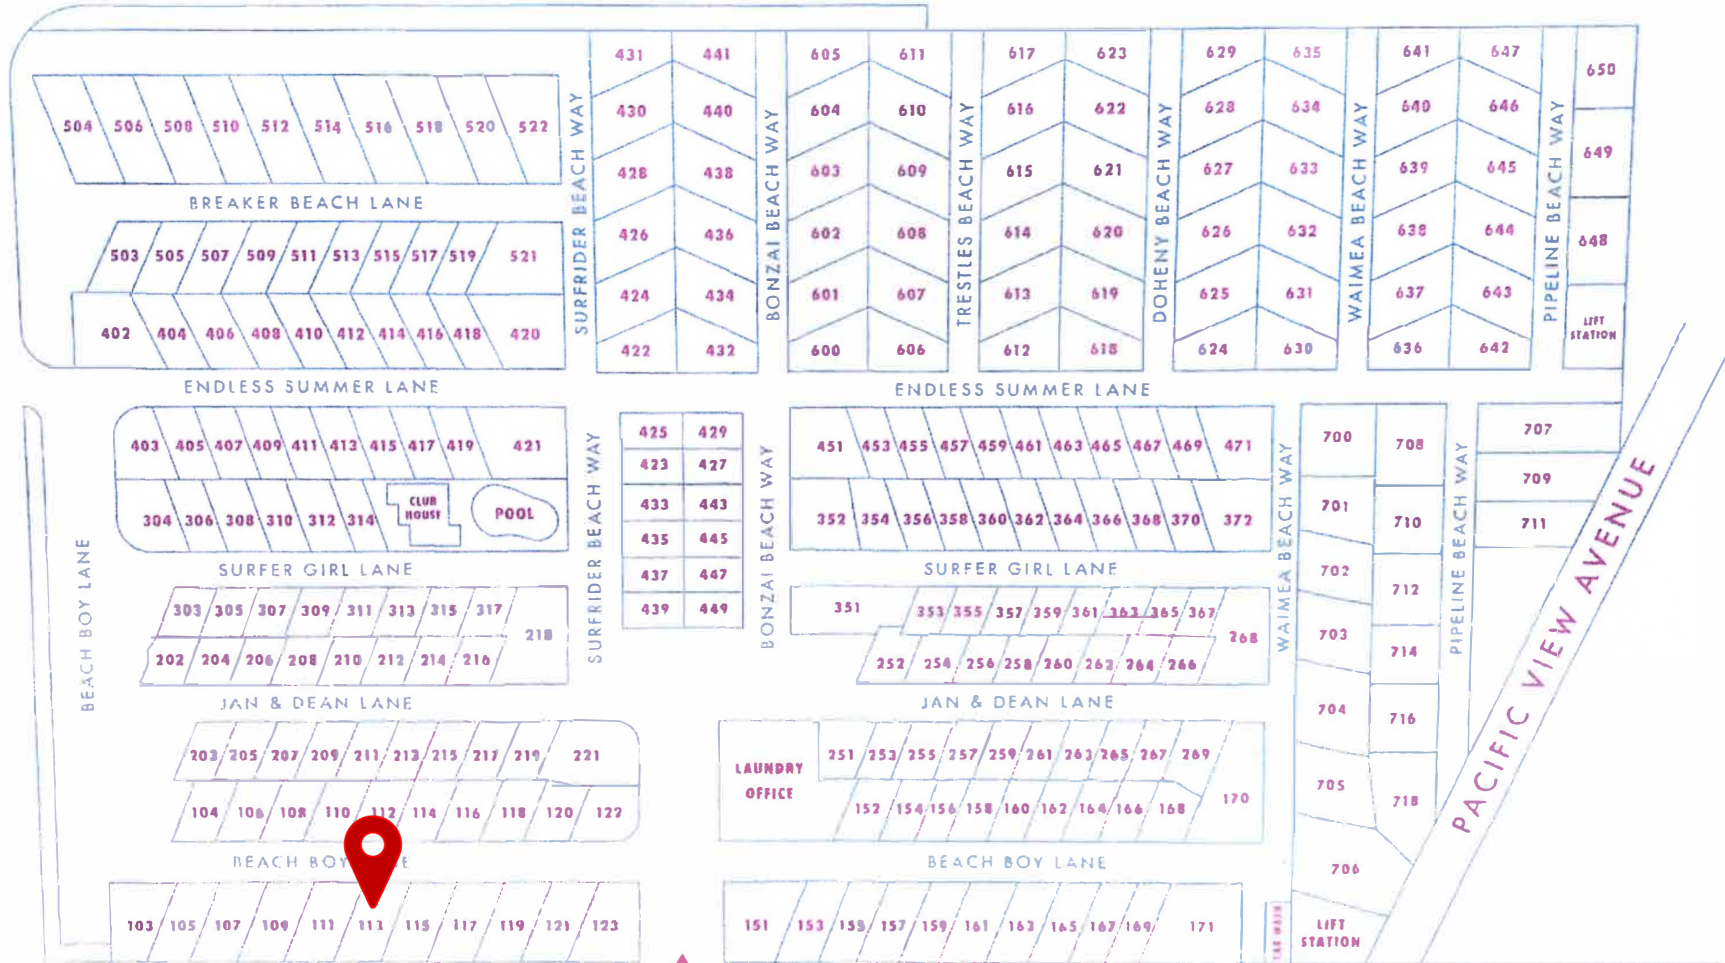 431 441 605 611 617 623 629 635 641 647 650
504 506 508 510 512 514 516 518 520 522
430 440 604 610 616 622 628 634 640 646
428 438 603 609 615 621 627 633 639 645 649
BREAKER BEACH LANE
SURFRIDER BEACH WAY
BONZAI BEACH WAY
TRESTLES BEACH WAY
DOHENY BEACH WAY
WAIMEA BEACH WAY
PIPELINE BEACH WAY
426 436 602 608 614 620 626 632 638 644 648
503 505 507 509 511 513 515 517 519 521
424 434 601 607 613 619 625 631 637 643
402 404 406 408 410 412 414 416 418 420
LIFT
STATION
422 432 600 606 612 618 624 630 636 642
ENDLESS SUMMER LANE
ENDLESS SUMMER LANE
403 405 407 409 411 413 415 417 419 421
425 429
423 427
433 443
435 445
437 447
439 449
451 453 455 457 459 461 463 465 467 469 471
700 708 707
709
711
304 306 308 310 312 314
CLUB
HOUSE
POOL
352 354 356 358 360 362 364 366 368 370 372
701 710
SURFRIDER BEACH WAY
BONZAI BEACH WAY
WAIMEA BEACH WAY
PIPELINE BEACH WAY
PACIFIC VIEW AVENUE
BEACH BOY LANE
SURFER GIRL LANE
SURFER GIRL LANE
702 712
303 305 307 309 311 313 315 317
218
351 353 355 357 359 361 363 365 367
268
703 714
202 204 206 208 210 212 214 216
252 254 256 258 260 262 264 266
JAN & DEAN LANE
JAN & DEAN LANE
704 716
203 205 207 209 211 213 215 217 219 221
LAUNDRY
OFFICE
251 253 255 257 259 261 263 265 267 269
705 718
104 106 108 110 112 114 116 118 120 122
152 154 156 158 160 162 164 166 168 170
BEACH BOY
BEACH BOY LANE
706
103 105 107 109 111 113 115 117 119 121 123
151 153 155 157 159 161 163 165 167 169 171
LIFT
STATION